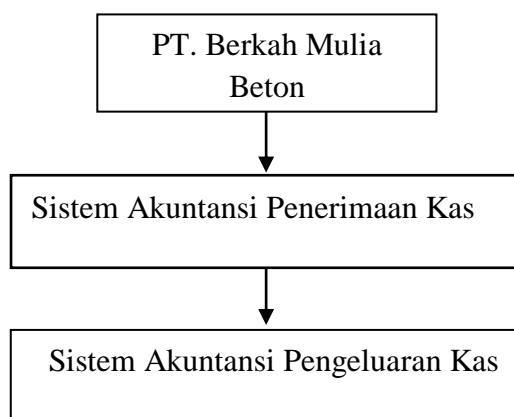 PT. Berkah Mulia
Beton
Sistem Akuntansi Penerimaan Kas
Sistem Akuntansi Pengeluaran Kas